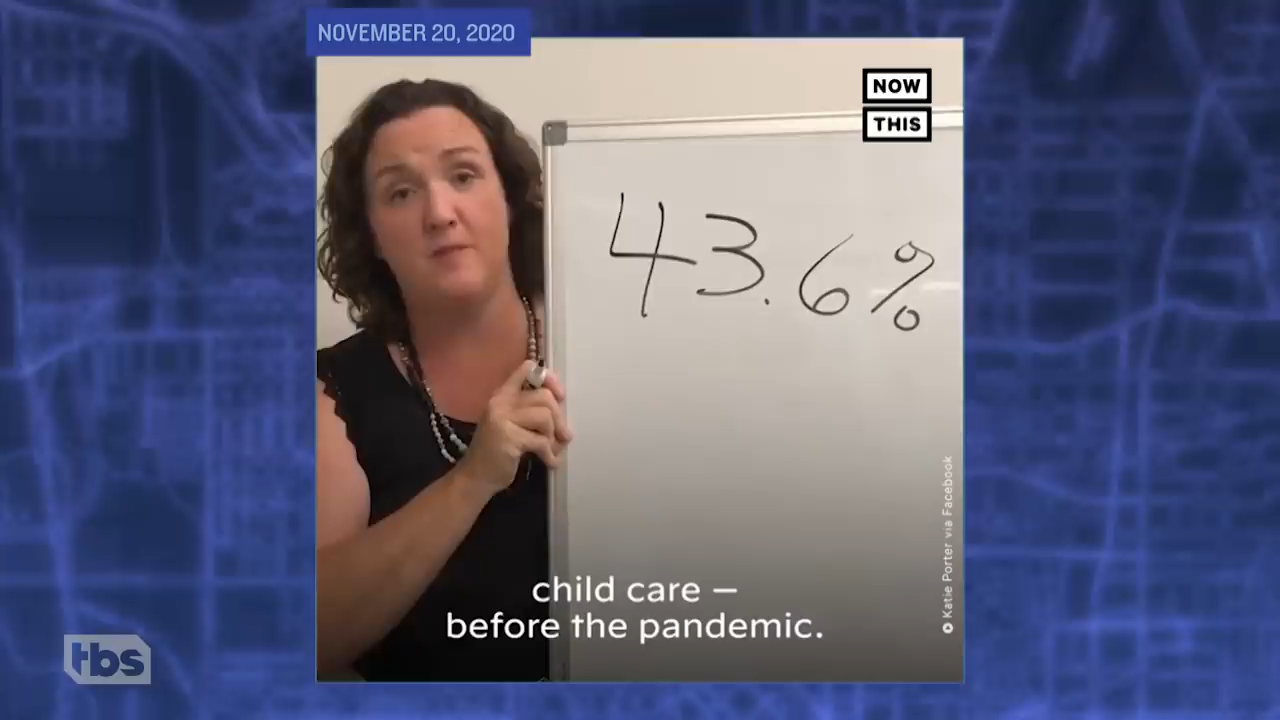 NOVEMBER 20, 2020
NOW
THIS
43.6%
child care —
before the pandemic.
Katie Porter via Facebook
tbs